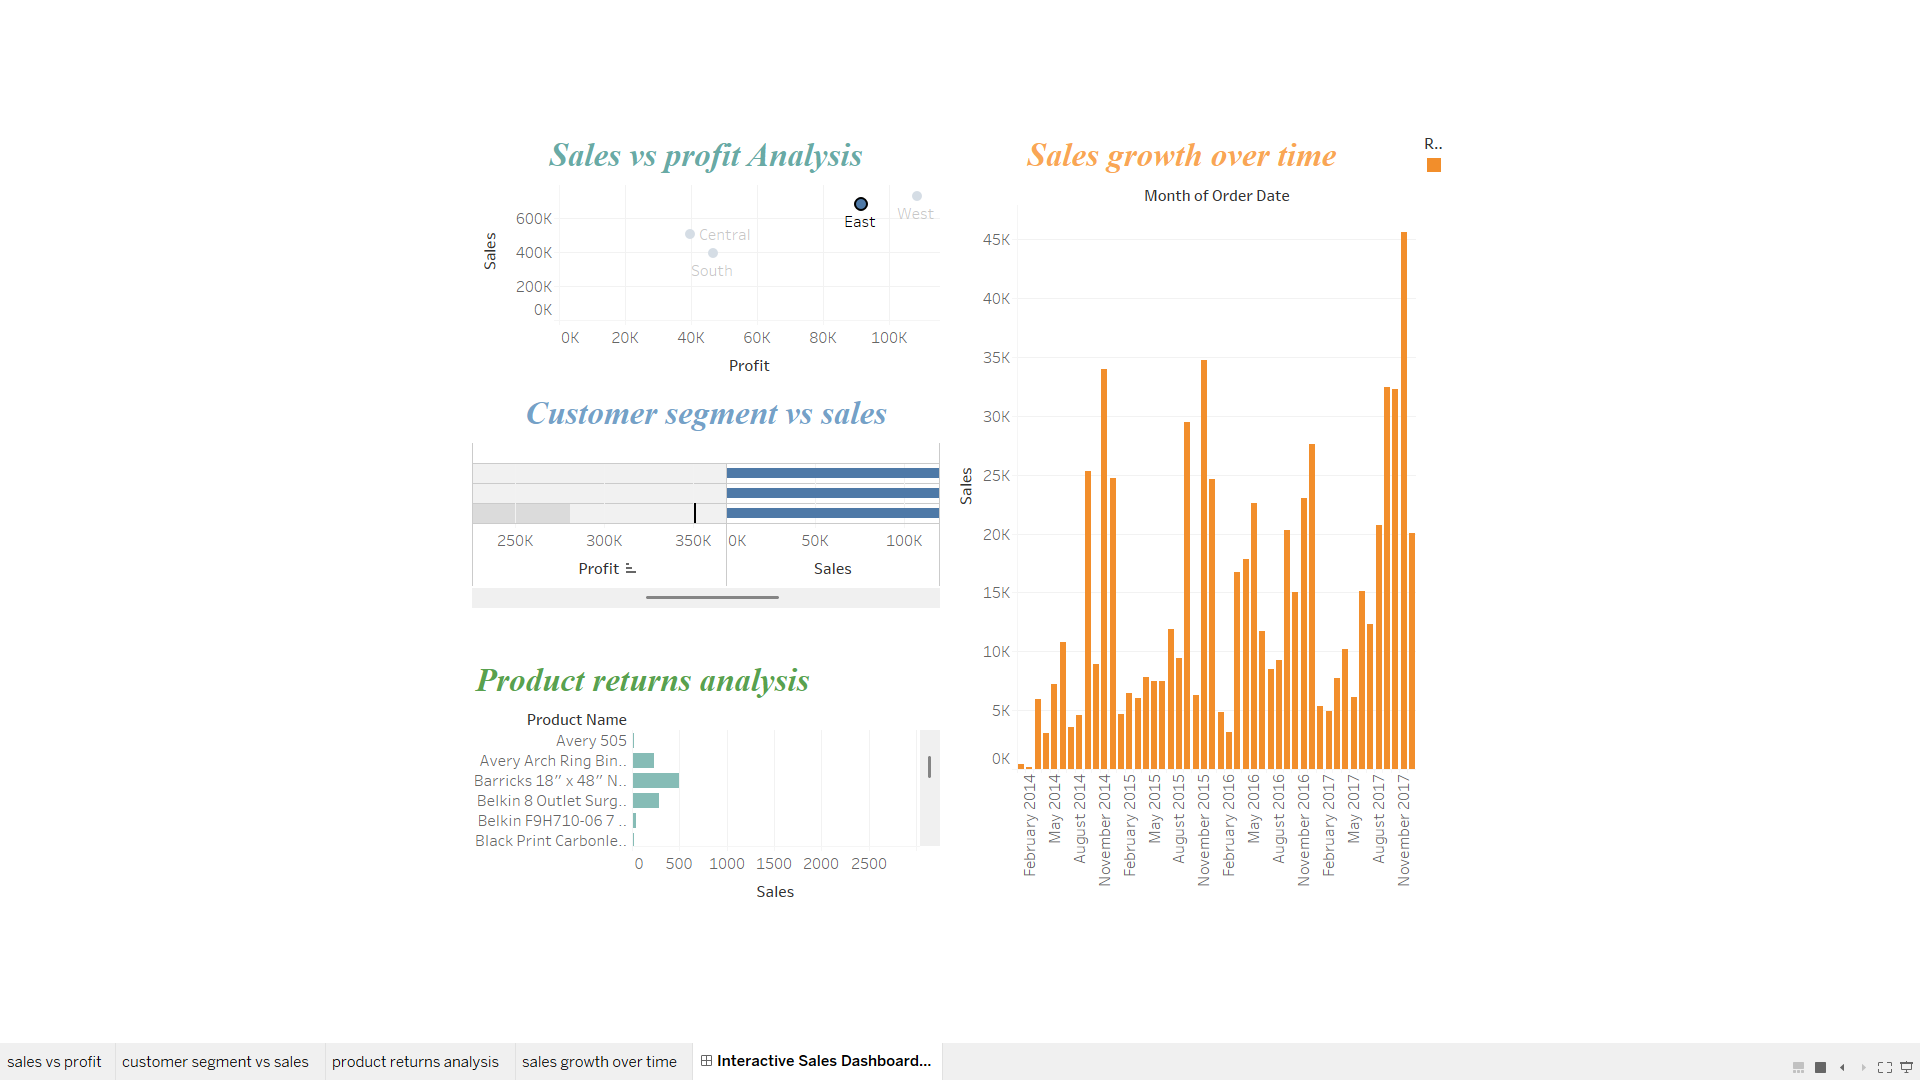 Sales vs profit Analysis
600K
400K
200K
0K
Sales
East
West
Central
South
0K 20K 40K 60K 80K 100K
Profit
Customer segment vs sales
250K 300K 350K 0K 50K 100K
Profit Sales
Product returns analysis
Product Name
Avery 505
Avery Arch Ring Bin..
Barricks 18" x 48" N..
Belkin 8 Outlet Surg..
Belkin F9H710-06 7 ..
Black Print Carbonle..
0 500 1000 1500 2000 2500
Sales
Sales growth over time
R..
Month of Order Date
45K
40K
35K
30K
25K
20K
15K
10K
5K
0K
Sales
February 2014
May 2014
August 2014
November 2014
February 2015
May 2015
August 2015
November 2015
February 2016
May 2016
August 2016
November 2016
February 2017
May 2017
August 2017
November 2017
sales vs profit customer segment vs sales product returns analysis sales growth over time Interactive Sales Dashboard...